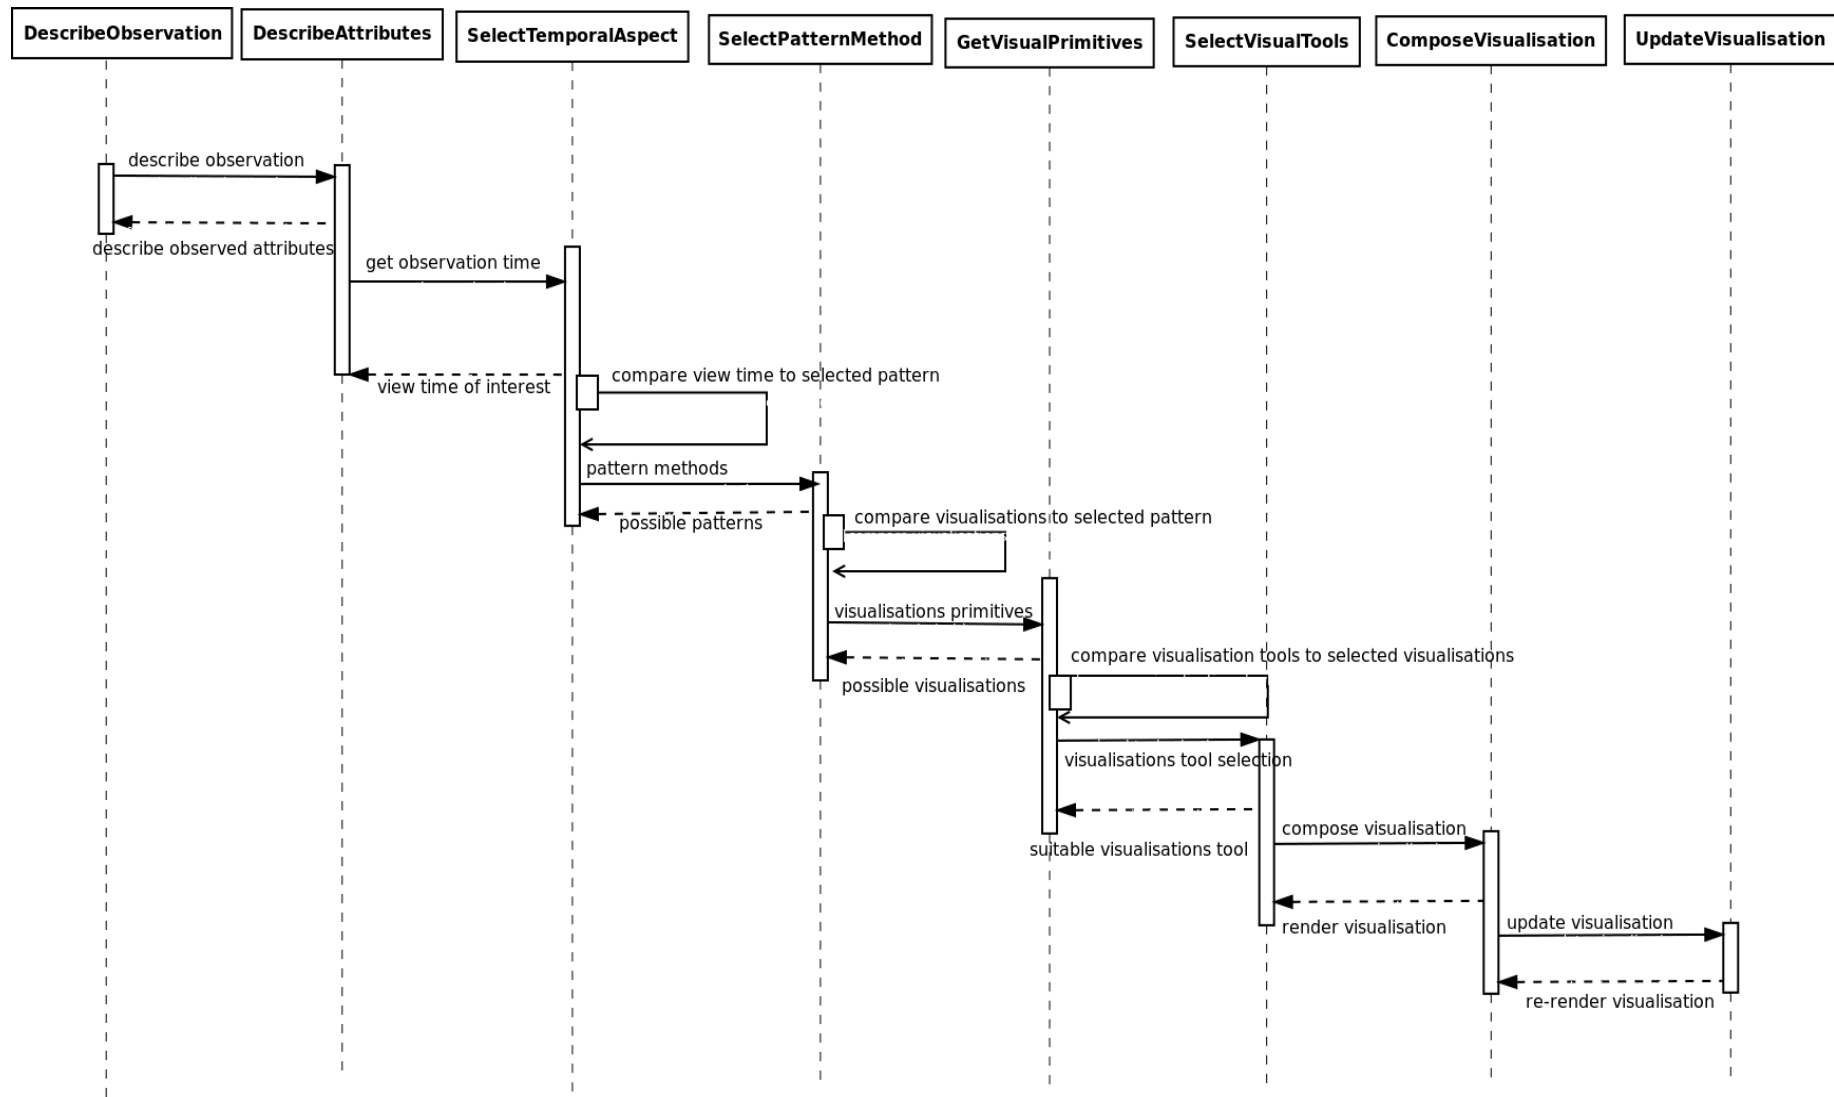 DescribeObservation
DescribeAttributes
SelectTemporalAspect
SelectPatternMethod
GetVisualPrimitives
SelectVisualTools
ComposeVisualisation
UpdateVisualisation
describe observation
describe observed attributes
get observation time
view time of interest
compare view time to selected pattern
pattern methods
possible patterns
compare visualisations to selected pattern
visualisations primitives
possible visualisations
compare visualisation tools to selected visualisations
visualisations tool selection
suitable visualisations tool
compose visualisation
render visualisation
update visualisation
re-render visualisation